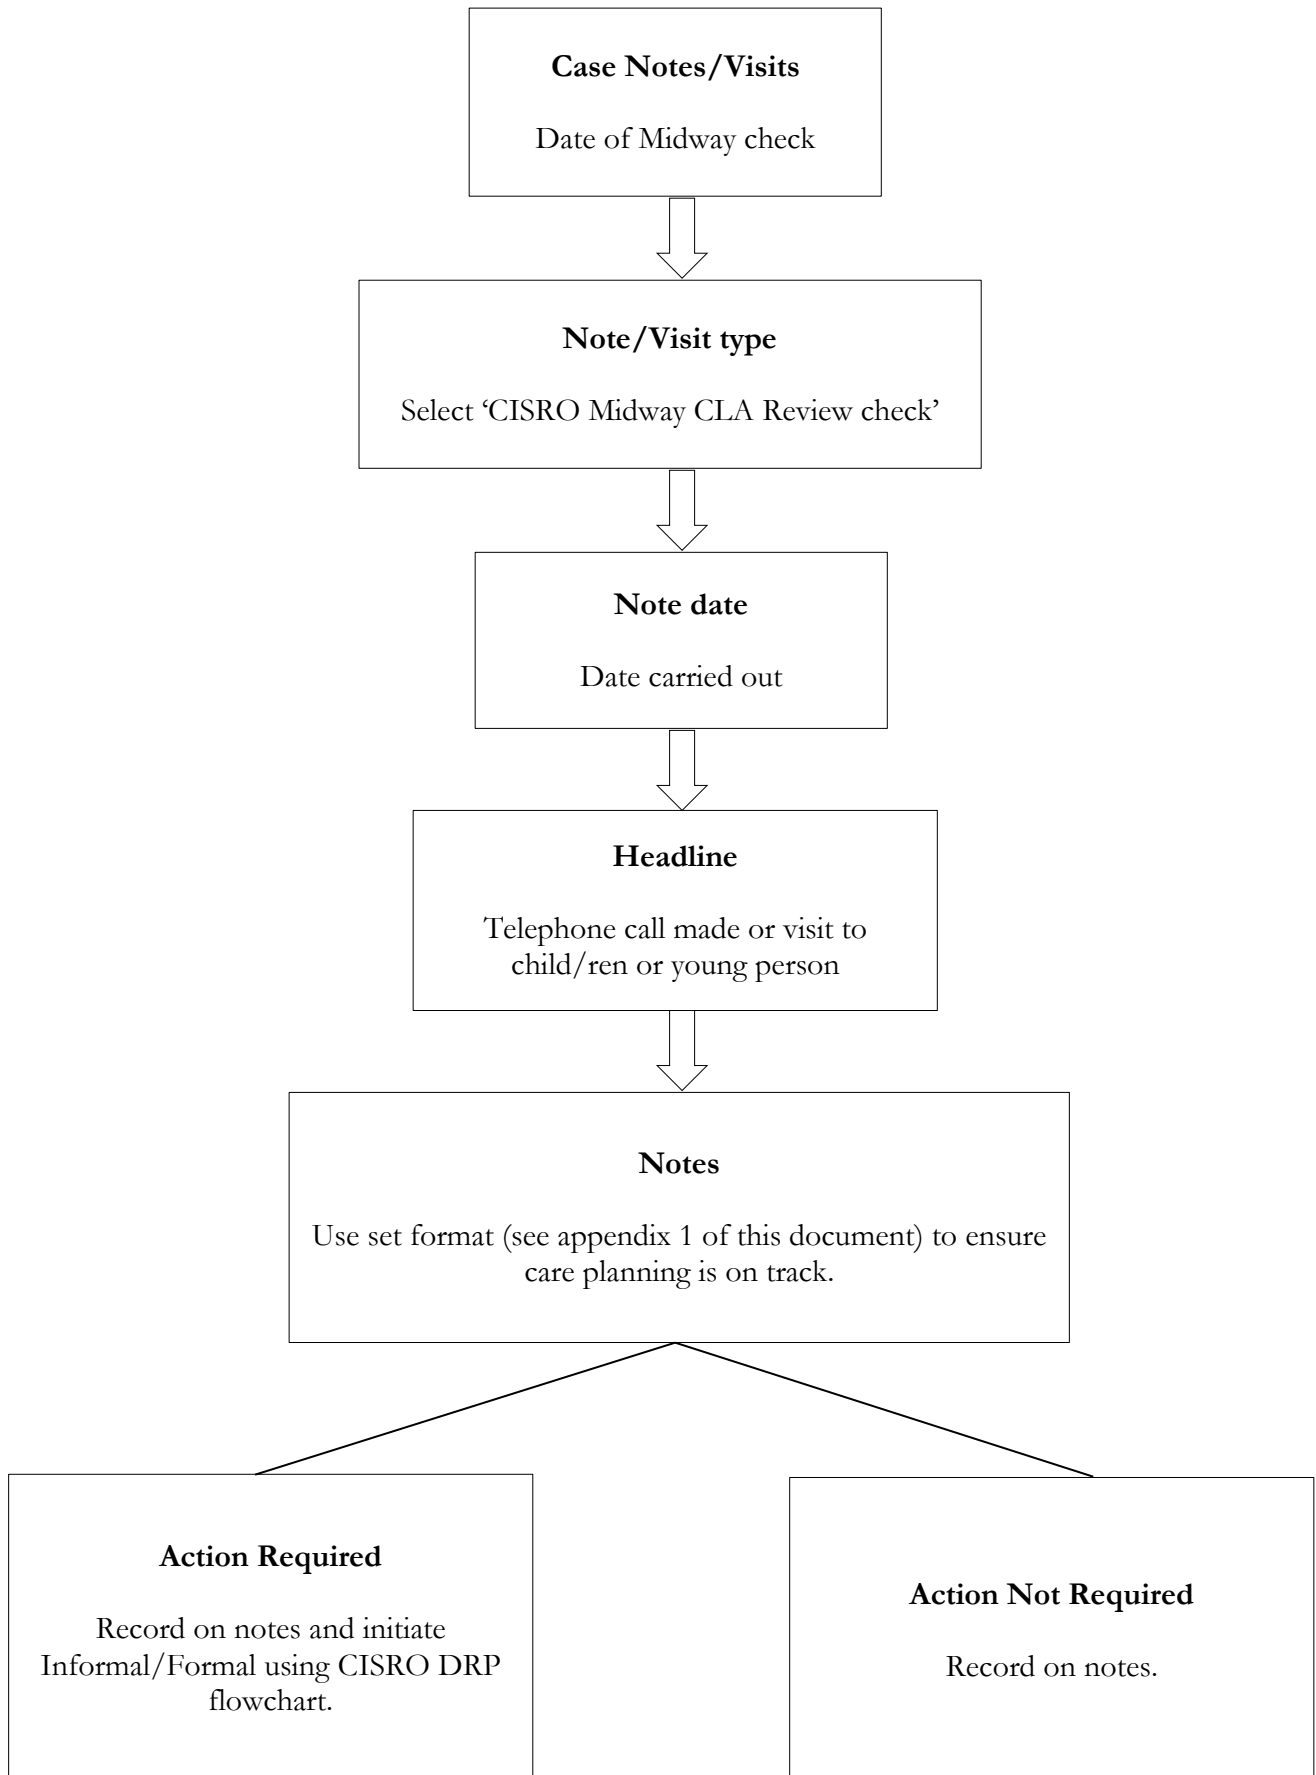 Case Notes/Visits
Date of Midway check
Note/Visit type
Select ‘CISRO Midway CLA Review check’
Note date
Date carried out
Headline
Telephone call made or visit to
child/ren or young person
Notes
Use set format (see appendix 1 of this document) to ensure
care planning is on track.
Action Required
Record on notes and initiate
Informal/Formal using CISRO DRP
flowchart.
Action Not Required
Record on notes.